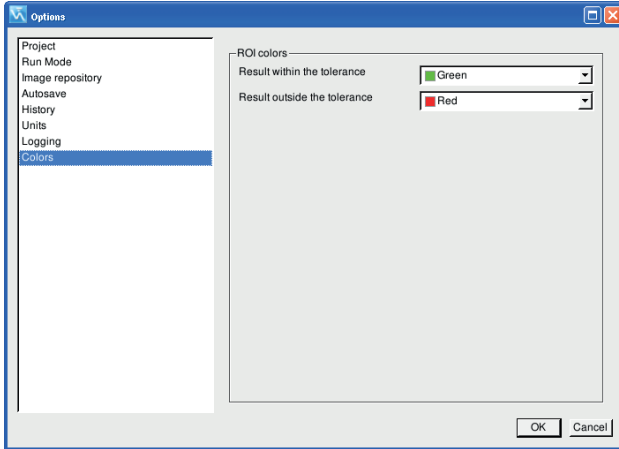 Options
Project
Run Mode
Image repository
Autosave
History
Units
Logging
Colors
ROI colors
Result within the tolerance Green
Result outside the tolerance Red
OK Cancel